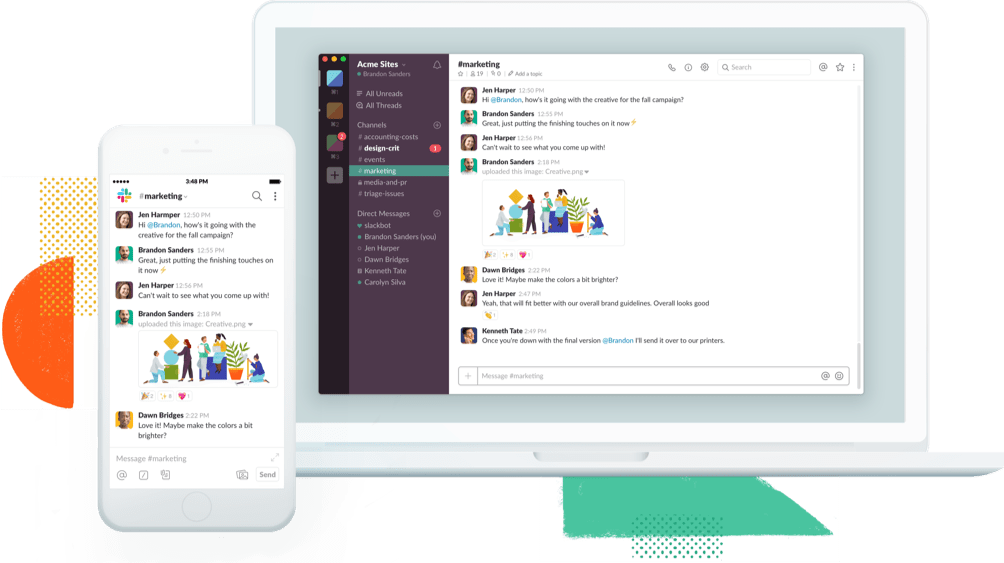 3:48 PM
#marketing
Jen Harmper 12:50 PM
Hi @Brandon, how's it going with the
creative for the fall campaign?
Brandon Sanders 12:55 PM
Great, just putting the finishing touches on
it now
Jen Harper 12:56 PM
Can't wait to see what you come up with!
Brandon Sanders 2:18 PM
uploaded this image: Creative.png
2 8 1
Dawn Bridges 2:22 PM
Love it! Maybe make the colors a bit
brighter?
Message #marketing
@ Send
⌘1
⌘2
2
⌘3
Acme Sites
Brandon Sanders
All Unreads
All Threads
Channels
# accounting-costs
# design-crit 1
# events
# marketing
media-and-pr
# triage-issues
Direct Messages
slackbot
Brandon Sanders (you)
Jen Harper
Dawn Bridges
Kenneth Tate
Carolyn Silva
#marketing
19 0 Add a topic
Search @
Jen Harper 12:50 PM
Hi @Brandon, how's it going with the creative for the fall campaign?
Brandon Sanders 12:55 PM
Great, just putting the finishing touches on it now
Jen Harper 12:56 PM
Can't wait to see what you come up with!
Brandon Sanders 2:18 PM
uploaded this image: Creative.png
2 8 1
Dawn Bridges 2:22 PM
Love it! Maybe make the colors a bit brighter?
Jen Harper 2:47 PM
Yeah, that will fit better with our overall brand guidelines. Overall looks good
1
Kenneth Tate 2:49 PM
Once you're down with the final version @Brandon I'll send it over to our printers.
+ Message #marketing @